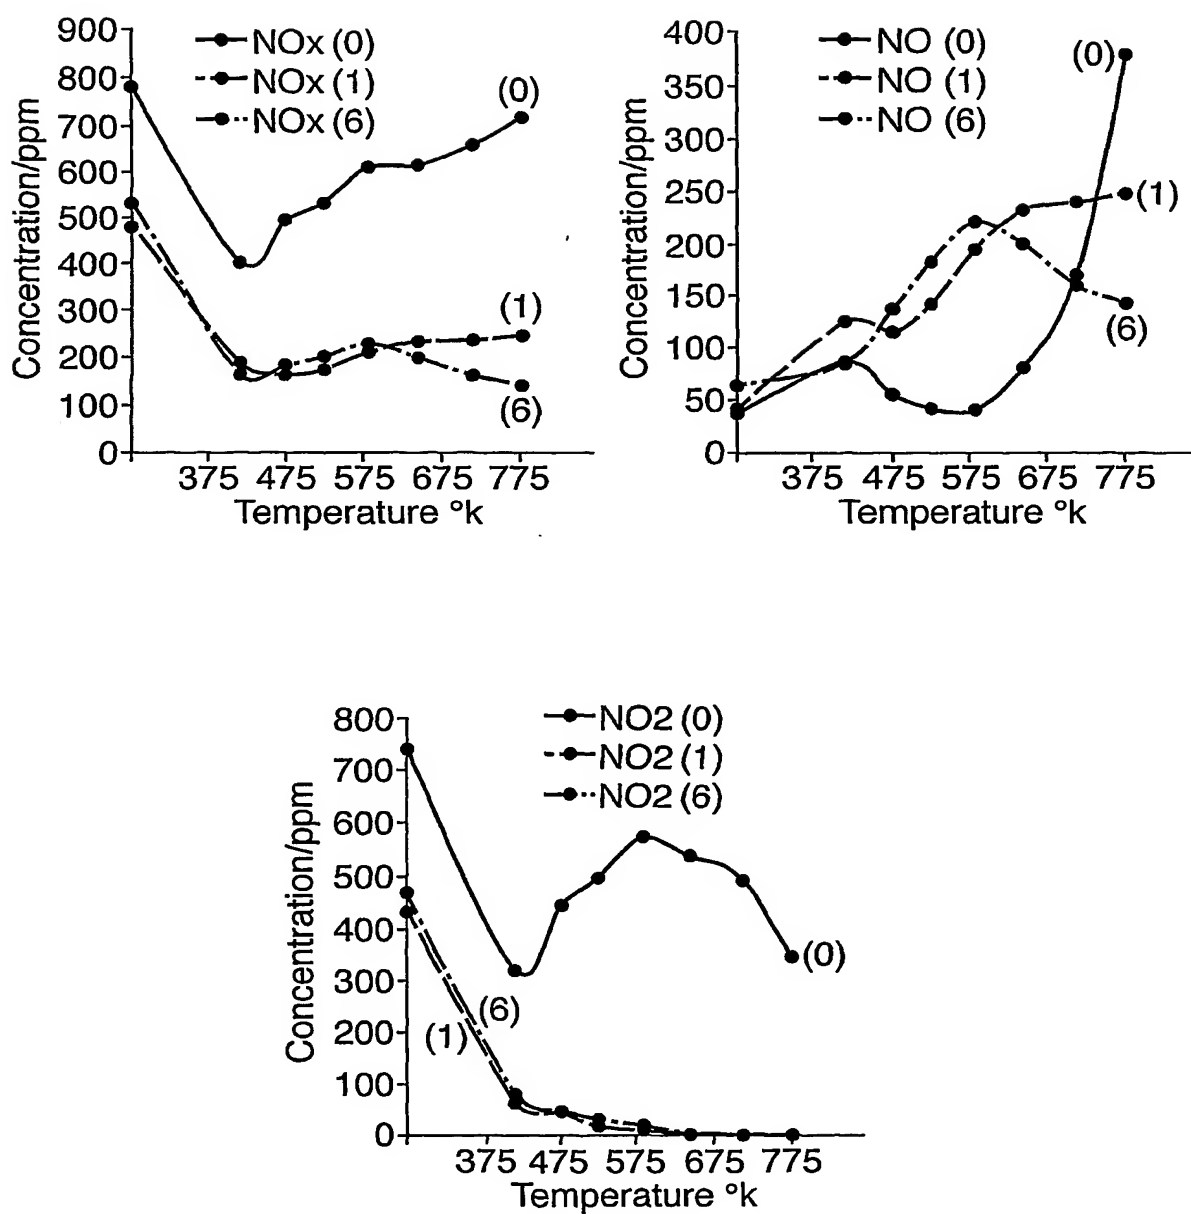 900
800
700
600
500
400
300
200
100
0
Concentration/ppm
NOx (0)
NOx (1)
NOx (6)
(0)
(1)
(6)
375 475 575 675 775
Temperature °k
400
350
300
250
200
150
100
50
0
Concentration/ppm
NO (0)
NO (1)
NO (6)
(0)
(1)
(6)
375 475 575 675 775
Temperature °k
800
700
600
500
400
300
200
100
0
Concentration/ppm
NO2 (0)
NO2 (1)
NO2 (6)
(0)
(6)
(1)
375 475 575 675 775
Temperature °k